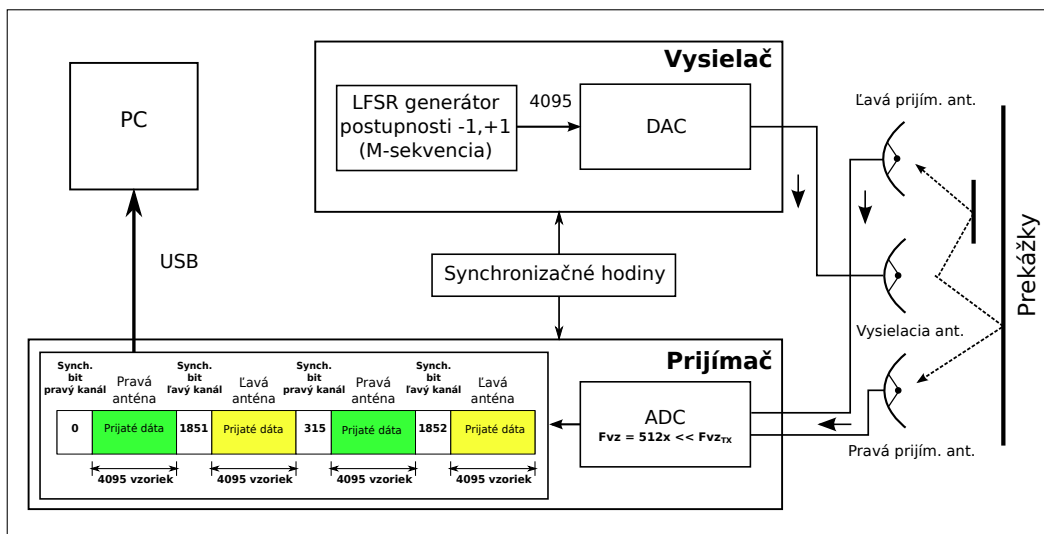 Vysielač
PC
LFSR generátor
postupnosti -1,+1
(M-sekvencia)
4095
DAC
Ľavá prijím. ant.
USB
Synchronizačné hodiny
Prekážky
Vysielacia ant.
Prijímač
Synch.
bit
pravý kanál
Pravá
anténa
Synch.
bit
ľavý kanál
Ľavá
anténa
Synch.
bit
pravý kanál
Pravá
anténa
Synch.
bit
ľavý kanál
Ľavá
anténa
0
Prijaté dáta
1851
Prijaté dáta
315
Prijaté dáta
1852
Prijaté dáta
4095 vzoriek
4095 vzoriek
4095 vzoriek
4095 vzoriek
ADC
Fvz = 512x << FvzTX
Pravá prijím. ant.